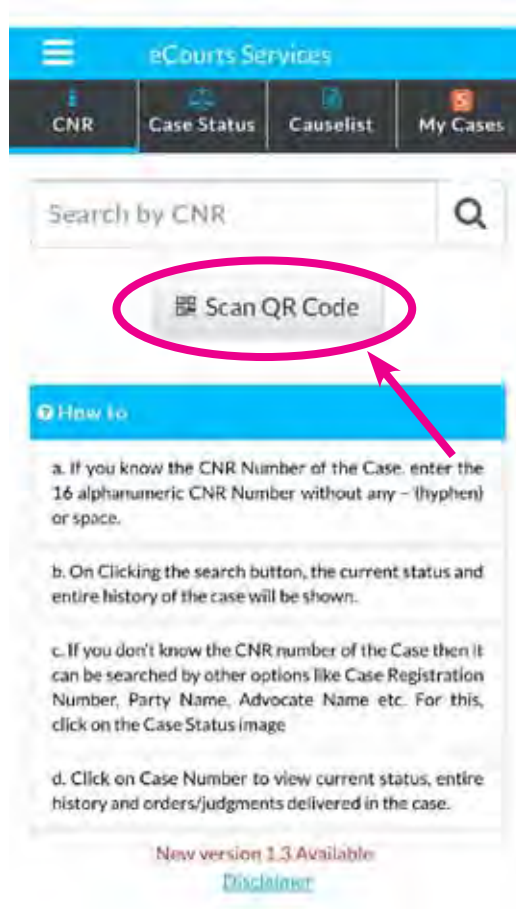 eCourts Services
CNR
Case Status
Causelist
5
My Cases
Search by CNR
Scan QR Code
How to
a. If you know the CNR Number of the Case, enter the
16 alphanumeric CNR Number without any – (hyphen)
or space.
b. On Clicking the search button, the current status and
entire history of the case will be shown.
c. If you don't know the CNR number of the Case then it
can be searched by other options like Case Registration
Number, Party Name, Advocate Name etc. For this,
click on the Case Status image
d. Click on Case Number to view current status, entire
history and orders/judgments delivered in the case.
New version 1.3 Available
Disclaimer